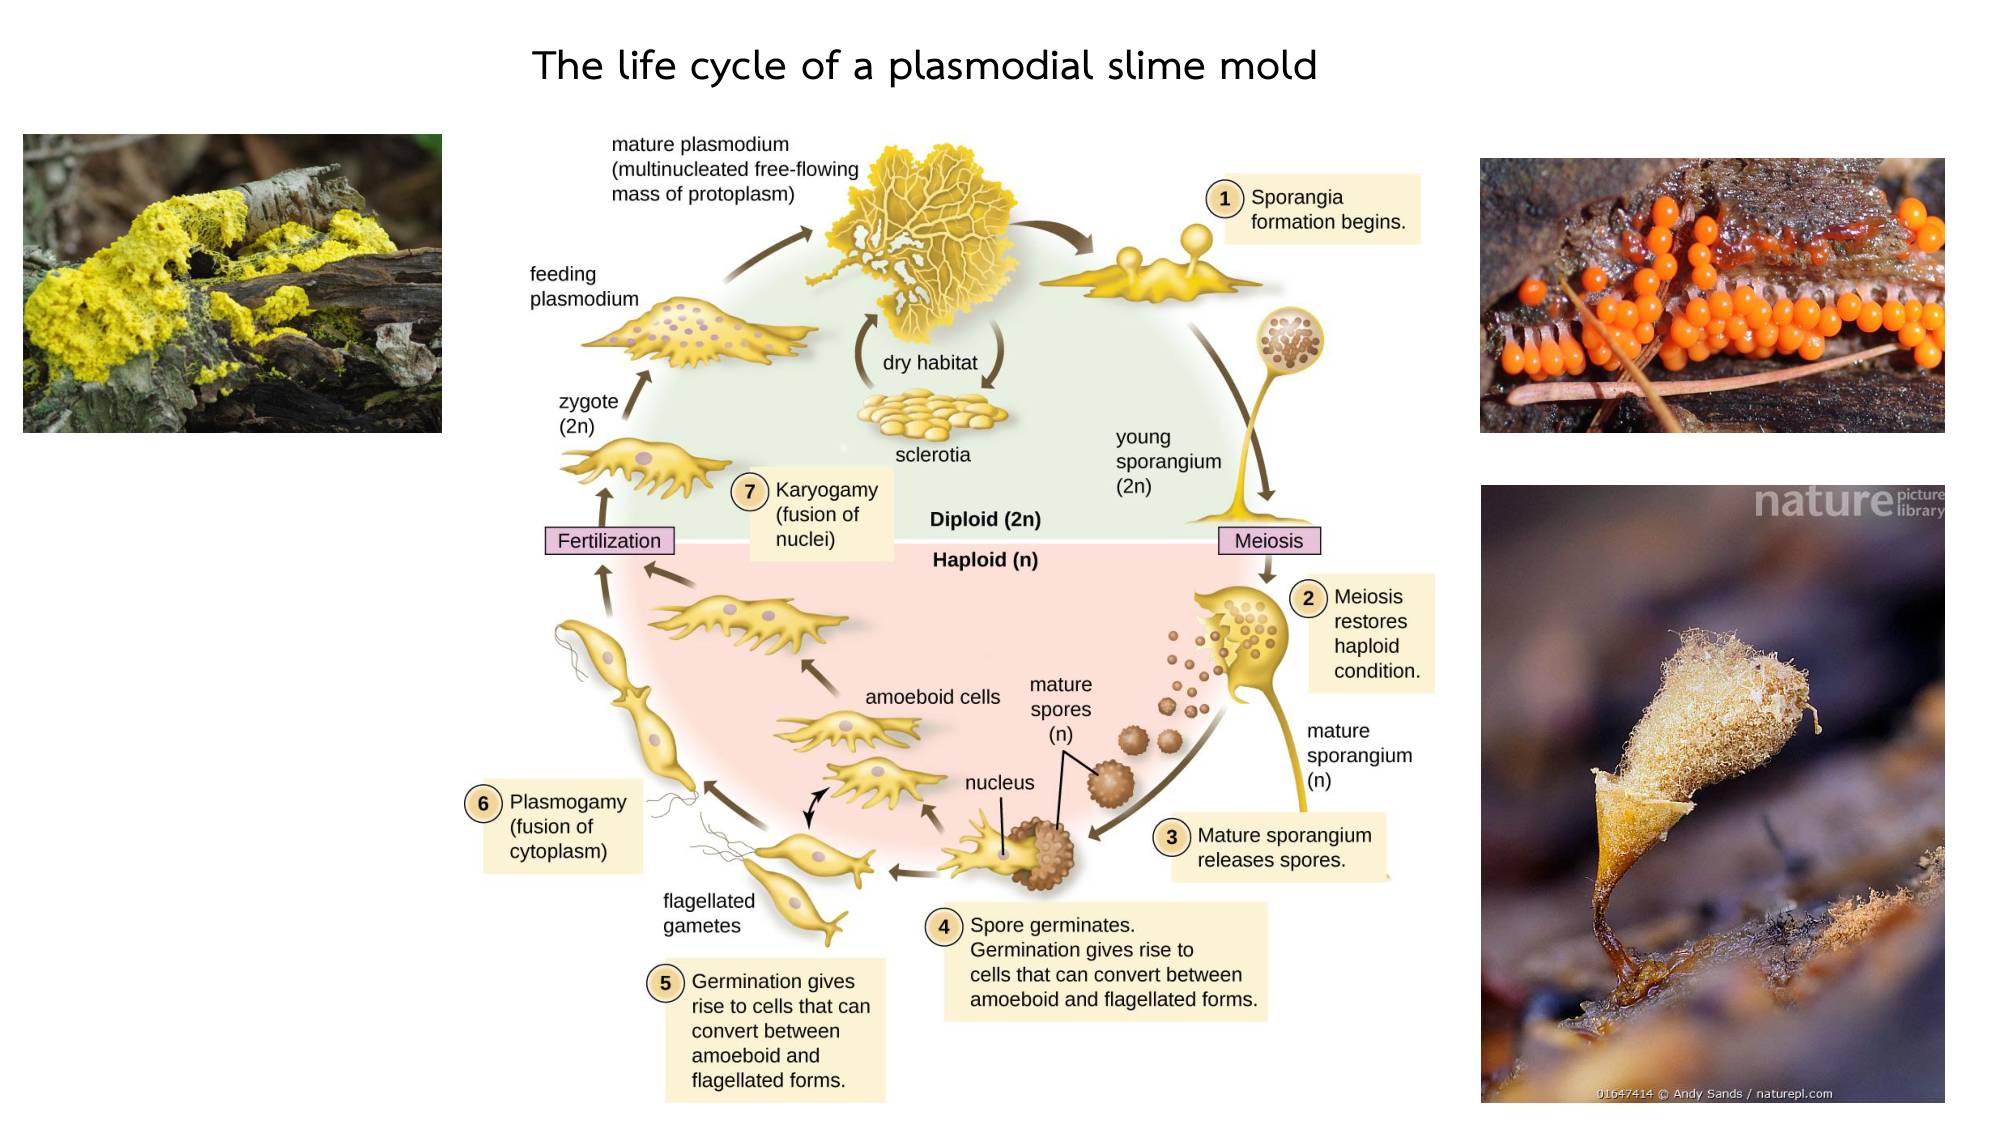 The life cycle of a plasmodial slime mold
mature plasmodium
(multinucleated free-flowing
mass of protoplasm)
1
Sporangia
formation begins.
feeding
plasmodium
dry habitat
zygote
(2n)
sclerotia
young
sporangium
(2n)
7
Karyogamy
(fusion of
nuclei)
Diploid (2n)
Fertilization
Meiosis
Haploid (n)
2
Meiosis
restores
haploid
condition.
amoeboid cells
mature
spores
(n)
mature
sporangium
(n)
nucleus
6
Plasmogamy
(fusion of
cytoplasm)
3
Mature sporangium
releases spores.
flagellated
gametes
4
Spore germinates.
Germination gives rise to
cells that can convert between
amoeboid and flagellated forms.
5
Germination gives
rise to cells that can
convert between
amoeboid and
flagellated forms.
nature picture
library
01647414 © Andy Sands / naturepl.com